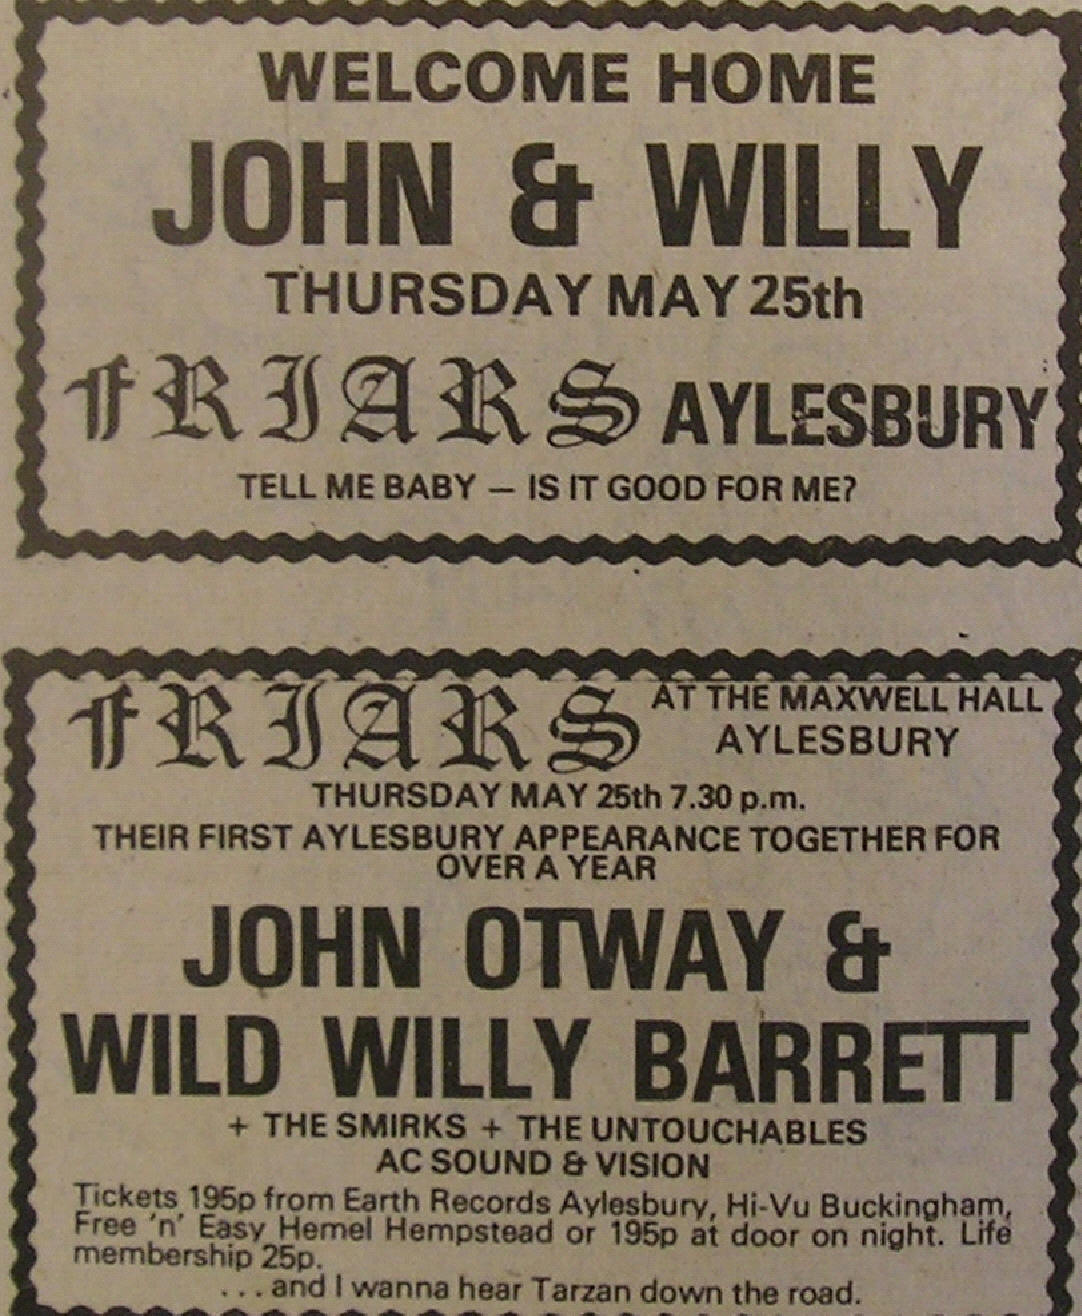 WELCOME HOME
JOHN & WILLY
THURSDAY MAY 25th
fRIARS AYLESBURY
TELL ME BABY — IS IT GOOD FOR ME?
fRIARS AT THE MAXWELL HALL
AYLESBURY
THURSDAY MAY 25th 7.30 p.m.
THEIR FIRST AYLESBURY APPEARANCE TOGETHER FOR
OVER A YEAR
JOHN OTWAY &
WILD WILLY BARRETT
+ THE SMIRKS + THE UNTOUCHABLES
AC SOUND & VISION
Tickets 195p from Earth Records Aylesbury, Hi-Vu Buckingham,
Free 'n' Easy Hemel Hempstead or 195p at door on night. Life
membership 25p.
...and I wanna hear Tarzan down the road.